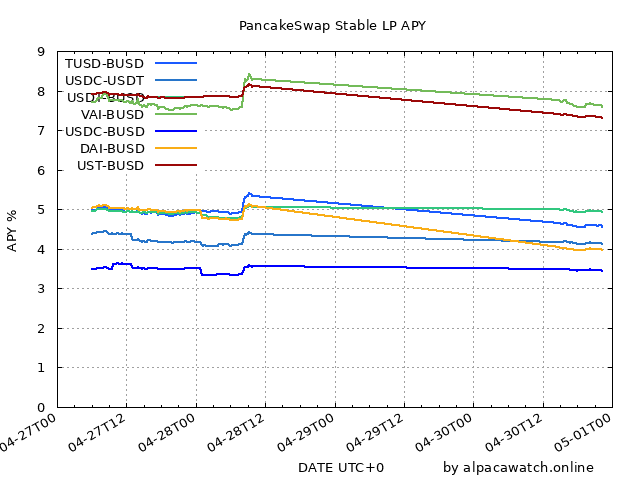 PancakeSwap Stable LP APY
APY %
9
8
7
6
5
4
3
2
1
0
TUSD-BUSD
USDC-USDT
USDT-BUSD
VAI-BUSD
USDC-BUSD
DAI-BUSD
UST-BUSD
04-27T00
04-27T12
04-28T00
04-28T12
04-29T00
04-29T12
04-30T00
04-30T12
05-01T00
DATE UTC+0
by alpacawatch.online